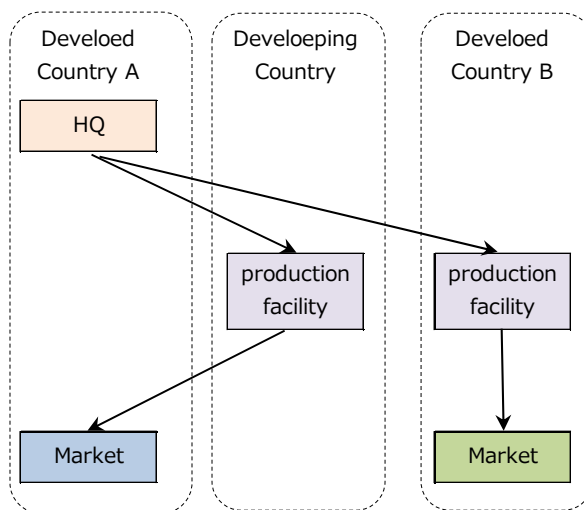 Develoed
Country A
Develoeping
Country
Develoed
Country B
HQ
production
facility
production
facility
Market
Market